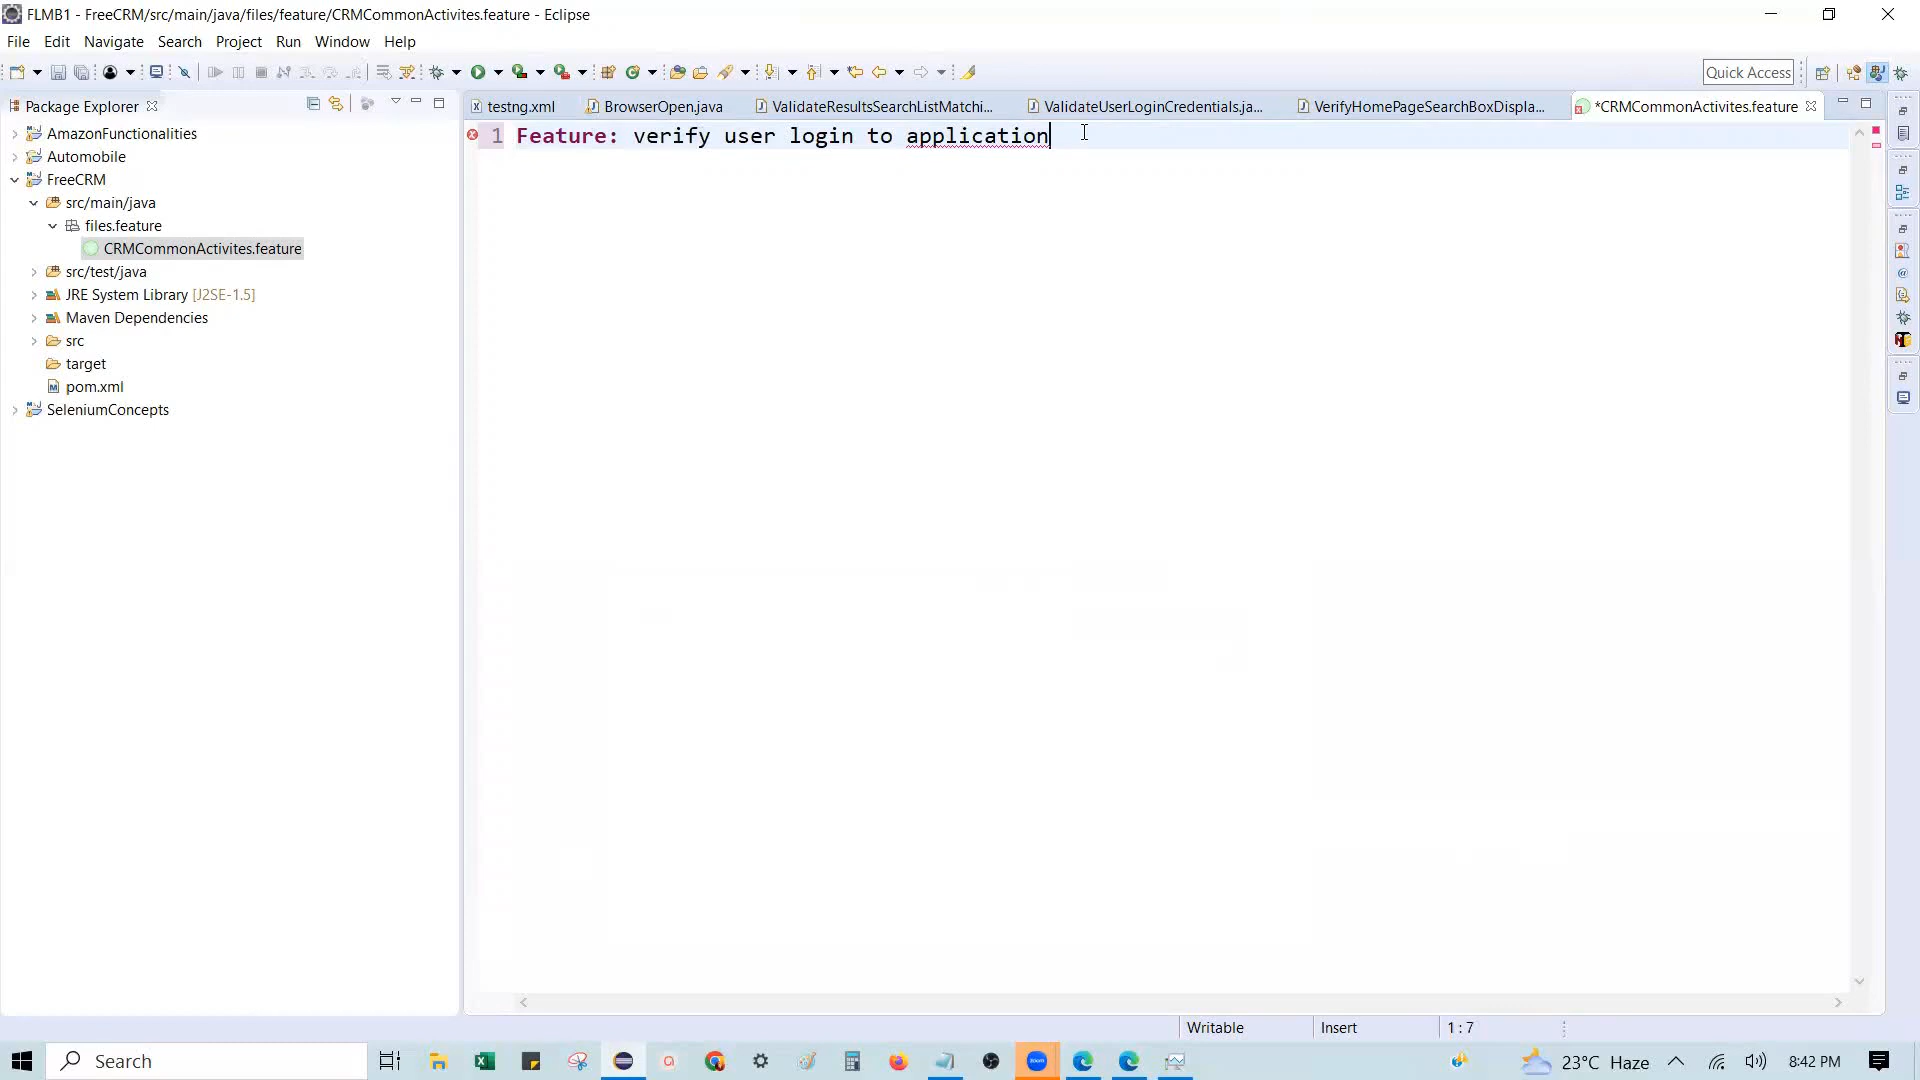 FLMB1 - FreeCRM/src/main/java/files/feature/CRMCommonActivites.feature - Eclipse
File Edit Navigate Search Project Run Window Help
Quick Access
Package Explorer
testng.xml BrowserOpen.java ValidateResultsSearchListMatchi... ValidateUserLoginCredentials.ja... VerifyHomePageSearchBoxDispla... *CRMCommonActivites.feature
AmazonFunctionalities
Automobile
FreeCRM
src/main/java
files.feature
CRMCommonActivites.feature
src/test/java
JRE System Library [J2SE-1.5]
Maven Dependencies
src
target
pom.xml
SeleniumConcepts
1 Feature: verify user login to application
Writable Insert 1 : 7
Search
zoom
23°C Haze
8:42 PM